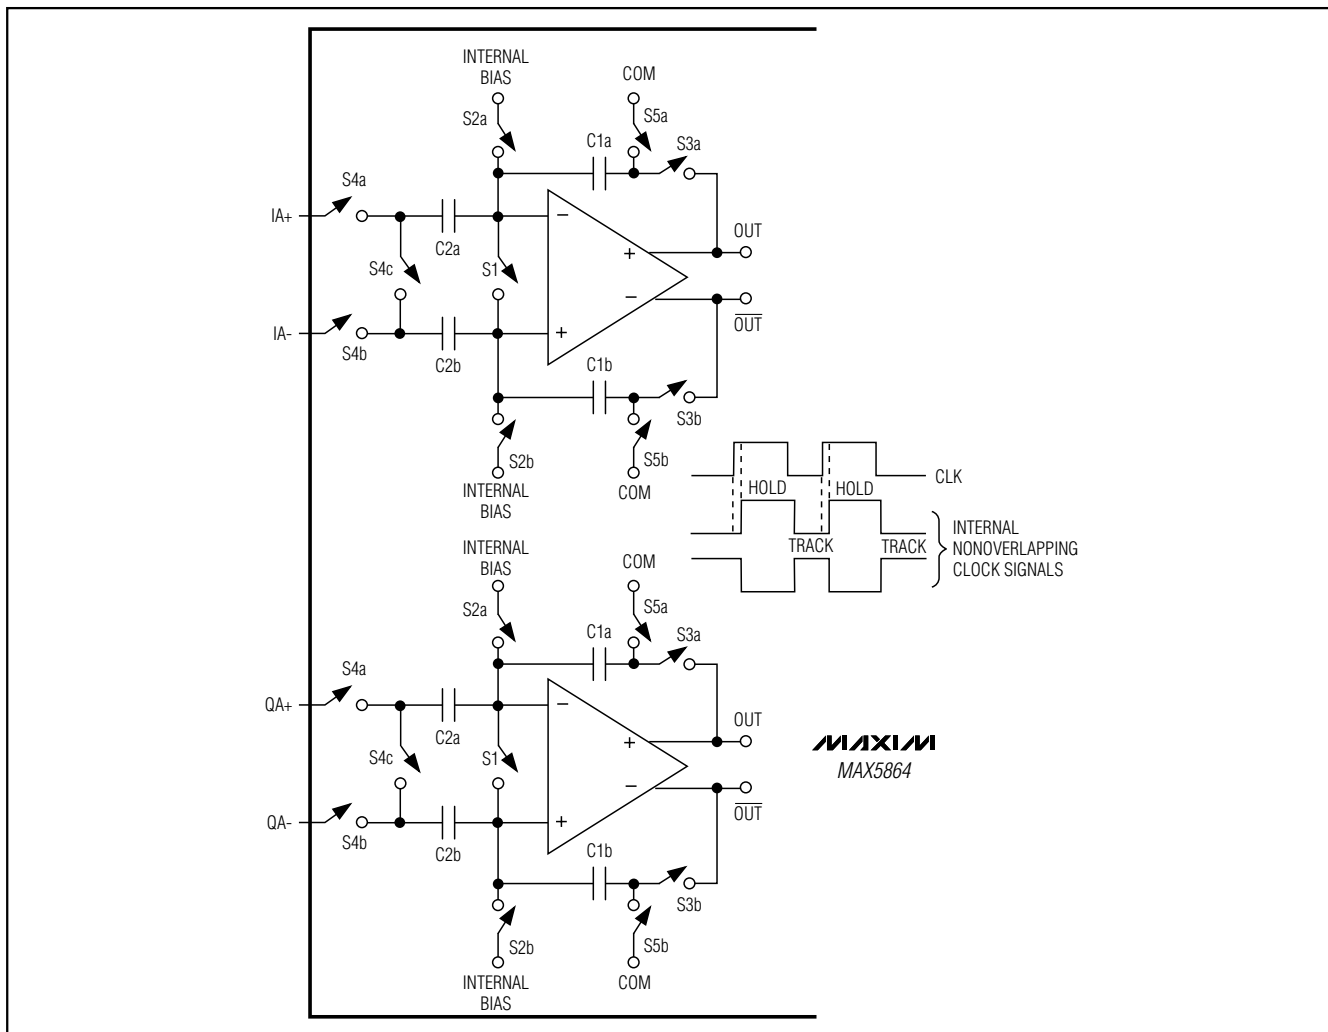 INTERNAL
BIAS
COM
S2a
S5a
C1a
S3a
S4a
IA+
−
C2a
OUT
+
S4c
S1
−
OUT
IA-
+
S4b
C2b
C1b
S3b
S2b
S5b
INTERNAL
BIAS
COM
CLK
HOLD
HOLD
TRACK
TRACK
INTERNAL
NONOVERLAPPING
CLOCK SIGNALS
INTERNAL
BIAS
COM
S2a
S5a
C1a
S3a
S4a
QA+
−
C2a
OUT
+
S4c
S1
MAXIM
MAX5864
−
OUT
QA-
+
S4b
C2b
C1b
S3b
S2b
S5b
INTERNAL
BIAS
COM